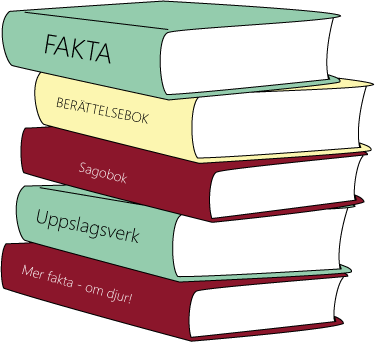 FAKTA
BERÄTTELSEBOK
Sagobok
Uppslagsverk
Mer fakta - om djur!